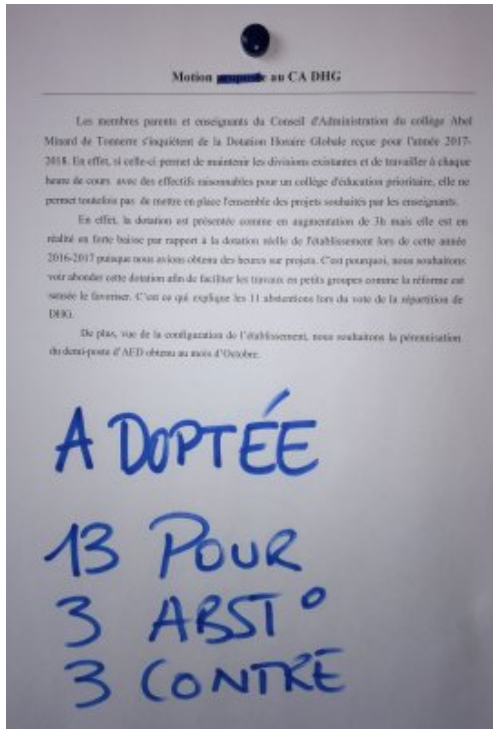 Motion proposée au CA DHG
Les membres parents et enseignants du Conseil d'Administration du collège Abel
Minard de Tonnerre s'inquiétent de la Dotation Horaire Globale reçue pour l'année 2017-
2018. En effet, si celle-ci permet de maintenir les divisions existantes et de travailler à chaque
heure de cours avec des effectifs raisonnables pour un collège d'éducation prioritaire, elle ne
permet toutefois pas de mettre en place l'ensemble des projets souhaités par les enseignants.
En effet, la dotation est présentée comme en augmentation de 3h mais elle est en
réalité en forte baisse par rapport à la dotation réelle de l'établissement lors de cette année
2016-2017 puisque nous avions obtenu des heures sur projets. C'est pourquoi, nous souhaitons
voir abonder cette dotation afin de faciliter les travaux en petits groupes comme la réforme est
sensée le favoriser. C'est ce qui explique les 11 abstentions lors du vote de la répartition de
DHG.
De plus, vue de la configuration de l'établissement, nous souhaitons la pérennisation
du demi-poste d'AED obtenu au mois d'Octobre.
ADOPTÉE
13 POUR
3 ABST°
3 CONTRE